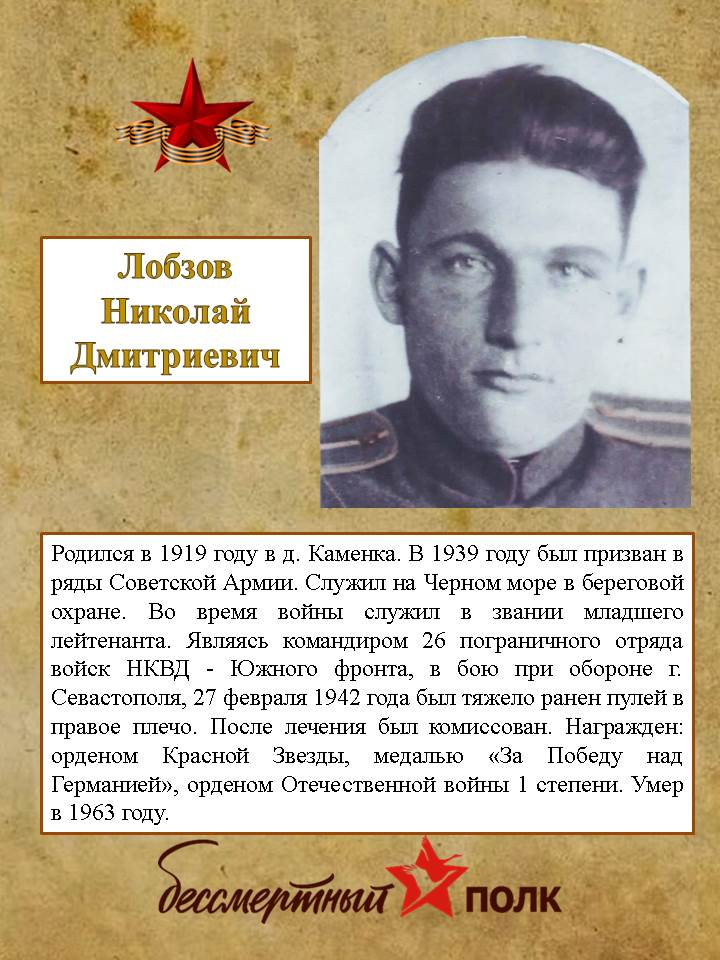 Лобзов
Николай
Дмитриевич
Родился в 1919 году в д. Каменка. В 1939 году был призван в
ряды Советской Армии. Служил на Черном море в береговой
охране. Во время войны служил в звании младшего
лейтенанта. Являясь командиром 26 пограничного отряда
войск НКВД - Южного фронта, в бою при обороне г.
Севастополя, 27 февраля 1942 года был тяжело ранен пулей в
правое плечо. После лечения был комиссован. Награжден:
орденом Красной Звезды, медалью «За Победу над
Германией», орденом Отечественной войны 1 степени. Умер
в 1963 году.
бессмертный ПОЛК